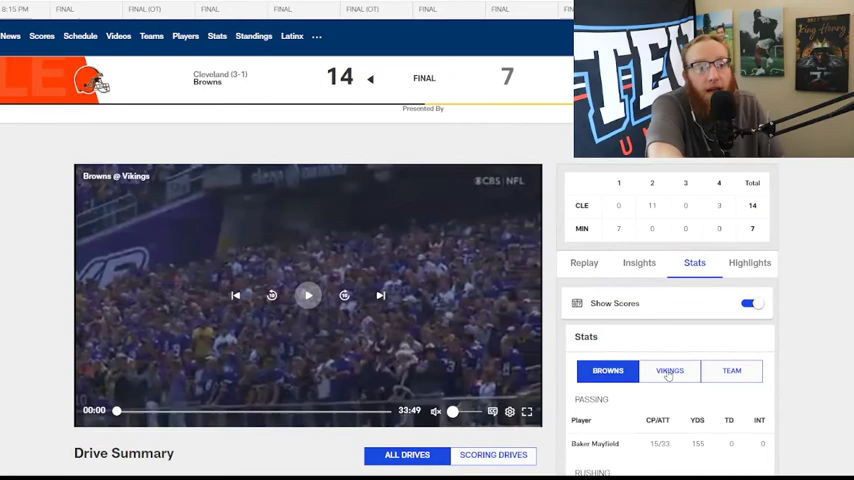 8:15 PM FINAL FINAL (OT) FINAL FINAL FINAL (OT) FINAL FINAL
News Scores Schedule Videos Teams Players Stats Standings Latinx ...
Cleveland (3-1)
Browns
14 FINAL 7
Presented By
King Henry
Browns @ Vikings
CBS NFL
1 2 3 4 Total
CLE 0 11 0 3 14
MIN 7 0 0 0 7
Replay Insights Stats Highlights
Show Scores
Stats
BROWNS VIKINGS TEAM
PASSING
Player CP/ATT YDS TD INT
Baker Mayfield 15/33 155 0 0
RUSHING
00:00 33:49
Drive Summary
ALL DRIVES SCORING DRIVES